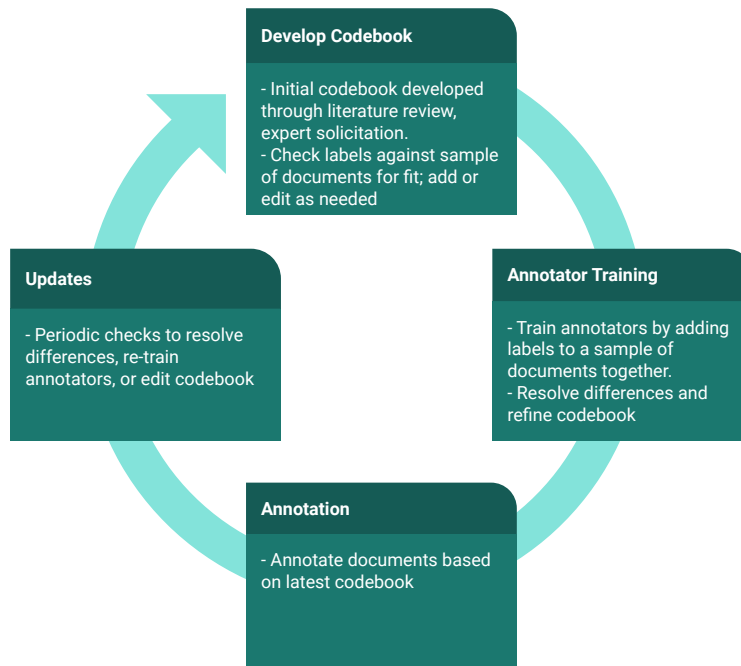 Develop Codebook
- Initial codebook developed
through literature review,
expert solicitation.
- Check labels against sample
of documents for fit; add or
edit as needed
Annotator Training
- Train annotators by adding
labels to a sample of
documents together.
- Resolve differences and
refine codebook
Annotation
- Annotate documents based
on latest codebook
Updates
- Periodic checks to resolve
differences, re-train
annotators, or edit codebook